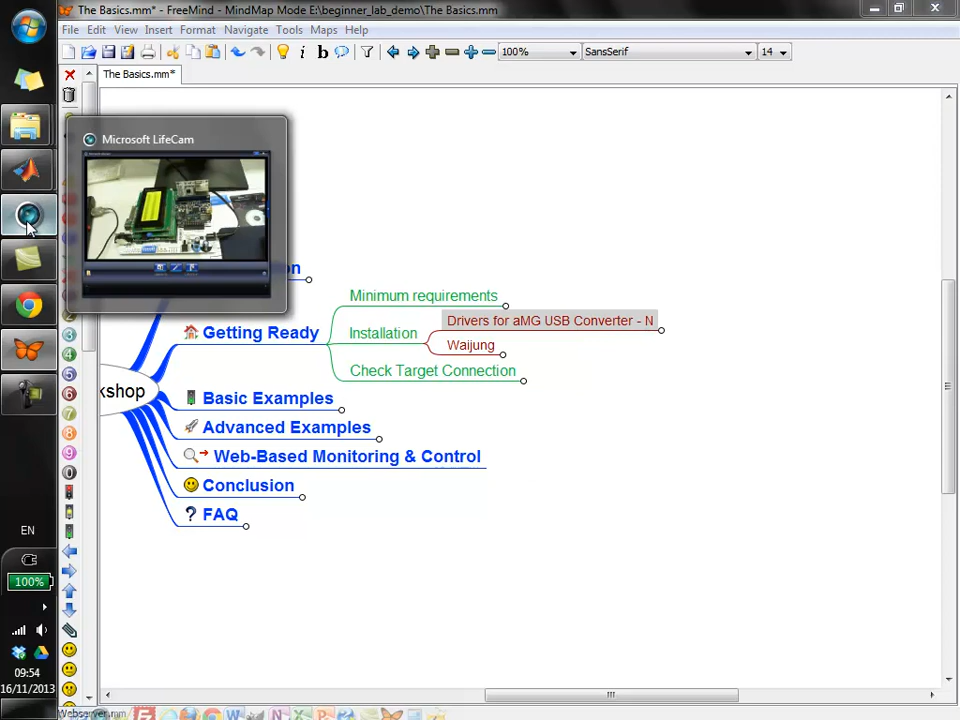 The Basics.mm* - FreeMind - MindMap Mode E:\beginner_lab_demo\The Basics.mm
File Edit View Insert Format Navigate Tools Maps Help
100% SansSerif 14
The Basics.mm*
Microsoft LifeCam
on
Minimum requirements
Drivers for aMG USB Converter - N
Getting Ready
Installation
Waijung
Check Target Connection
kshop
Basic Examples
Advanced Examples
Web-Based Monitoring & Control
Conclusion
FAQ
EN
100%
09:54
16/11/2013
Webserver.mm